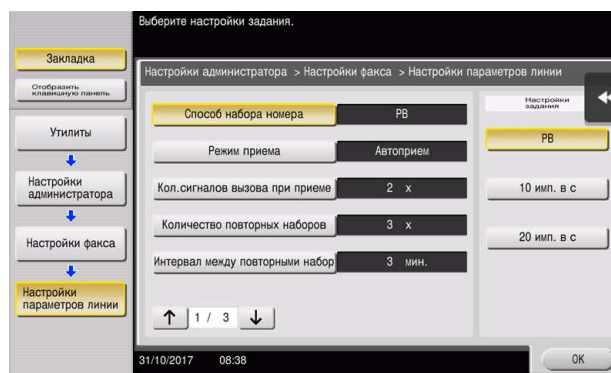 Выберите настройки задания.
Закладка
Отобразить
клавишную панель
Утилиты
Настройки
администратора
Настройки факса
Настройки
параметров линии
Настройки администратора > Настройки факса > Настройки параметров линии
Способ набора номера PB
Режим приема Автоприем
Кол.сигналов вызова при приеме 2 x
Количество повторных наборов 3 x
Интервал между повторными набор 3 мин.
↑ 1 / 3 ↓
Настройки
задания
PB
10 имп. в с
20 имп. в с
31/10/2017 08:38
OK